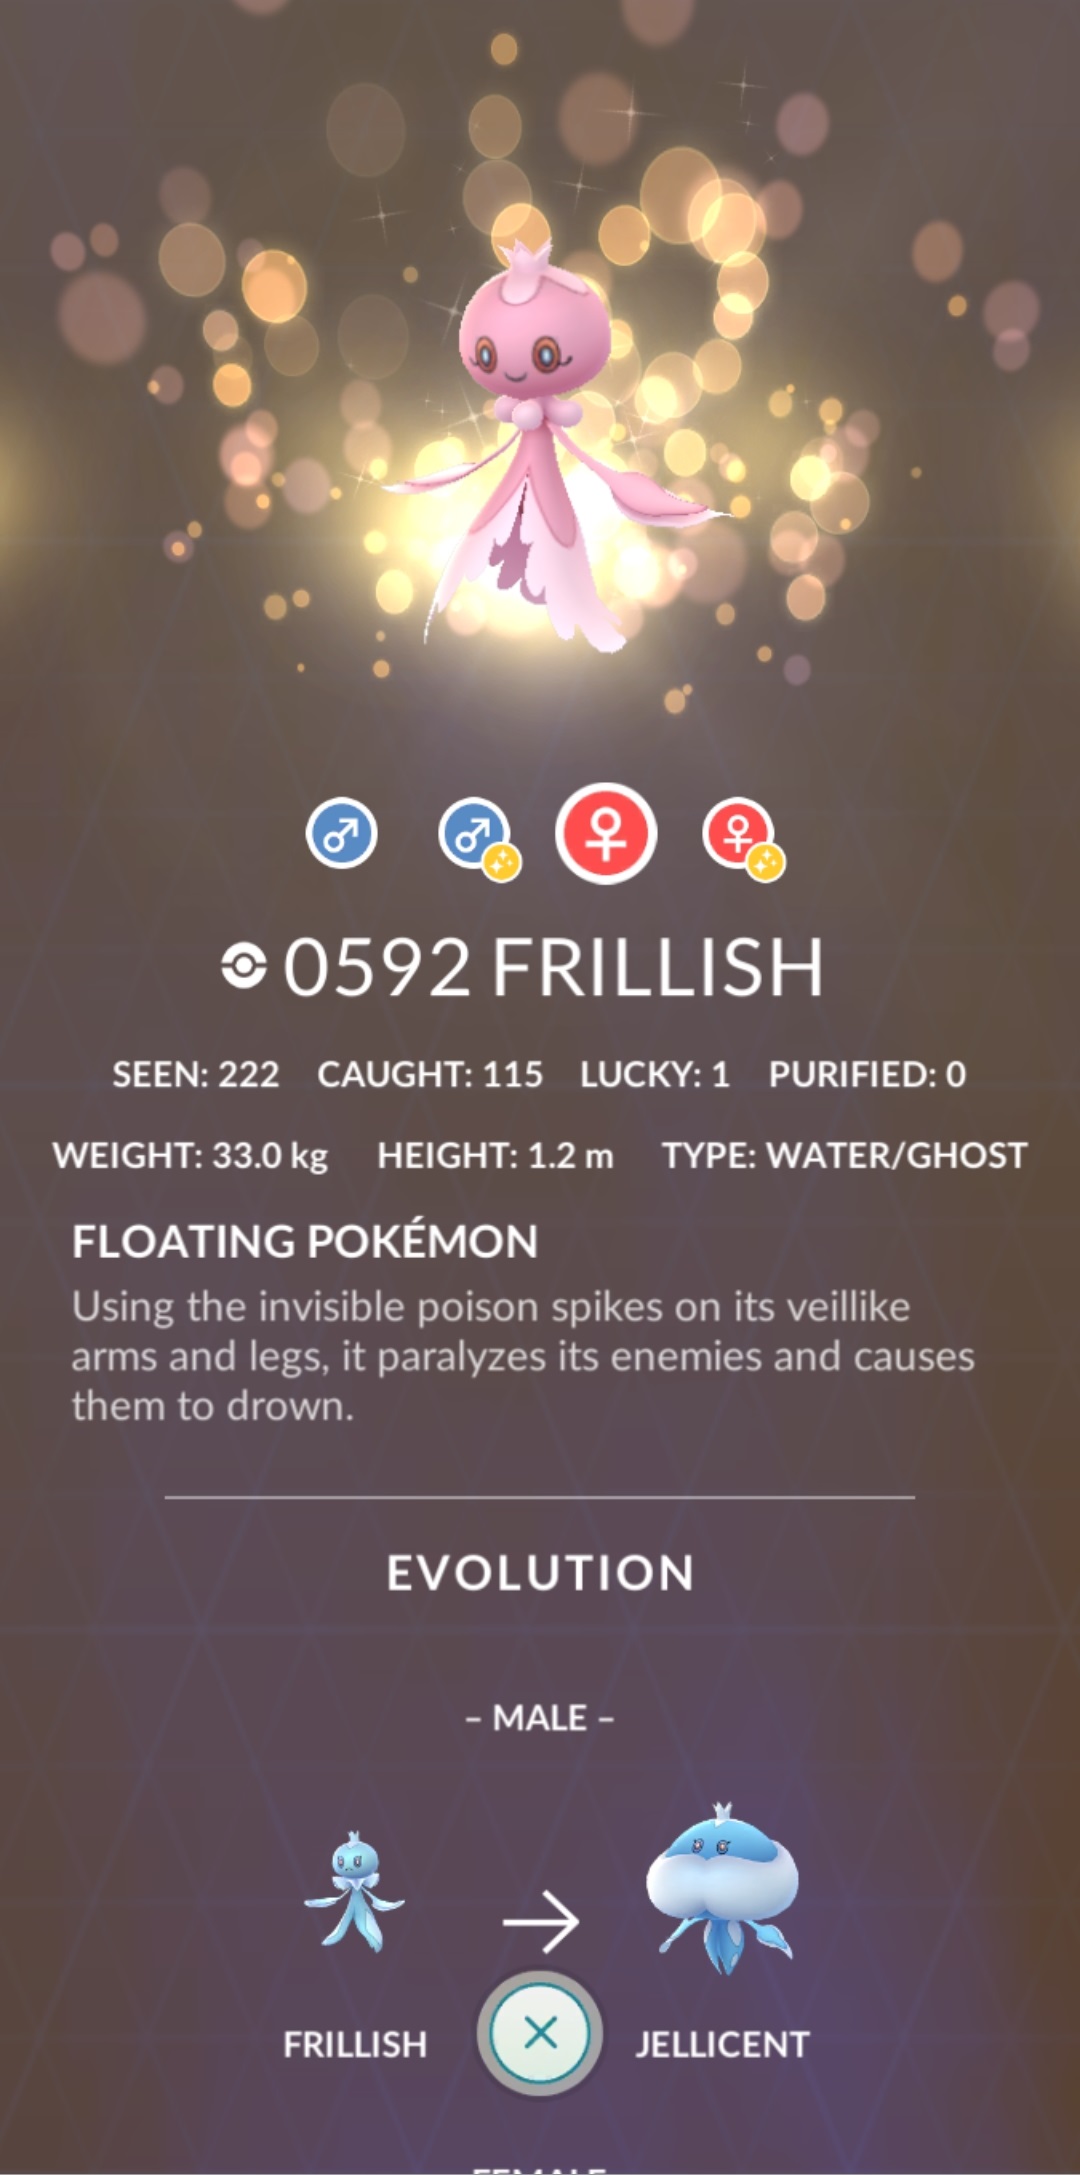 0592 FRILLISH
SEEN: 222 CAUGHT: 115 LUCKY: 1 PURIFIED: 0
WEIGHT: 33.0 kg HEIGHT: 1.2 m TYPE: WATER/GHOST
FLOATING POKÉMON
Using the invisible poison spikes on its veillike
arms and legs, it paralyzes its enemies and causes
them to drown.
EVOLUTION
– MALE –
FRILLISH JELLICENT